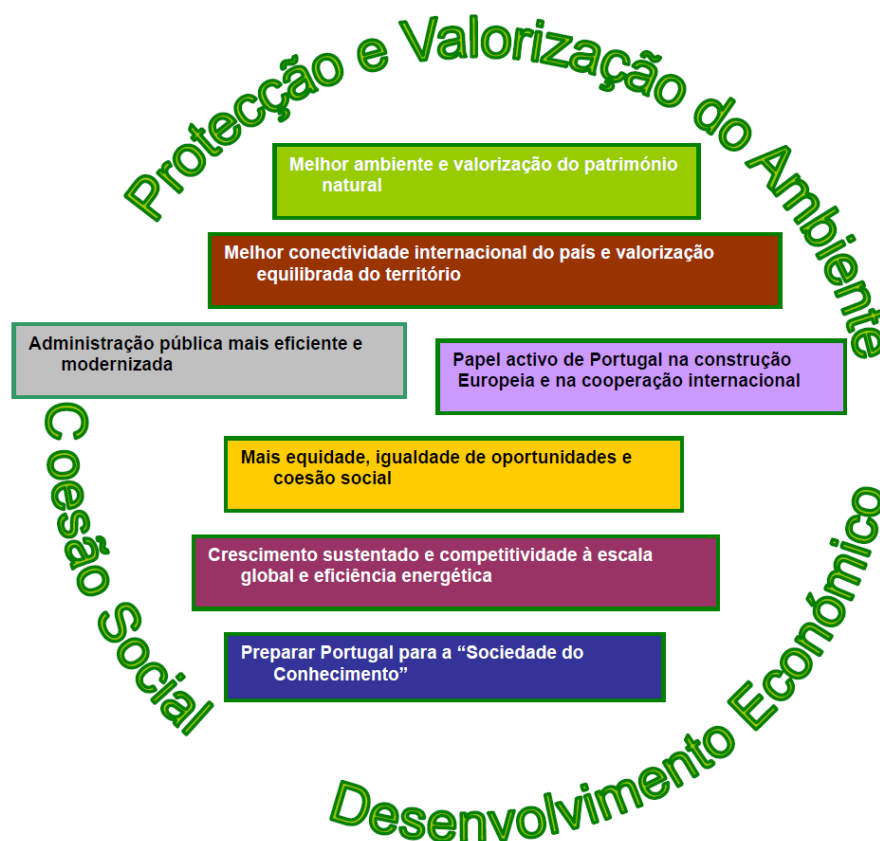 Protecção e Valorização do Ambiente
Melhor ambiente e valorização do património
natural
Melhor conectividade internacional do país e valorização
equilibrada do território
Administração pública mais eficiente e
modernizada
Papel activo de Portugal na construção
Europeia e na cooperação internacional
Mais equidade, igualdade de oportunidades e
coesão social
Crescimento sustentado e competitividade à escala
global e eficiência energética
Preparar Portugal para a “Sociedade do
Conhecimento”
Coesão Social
Desenvolvimento Económico